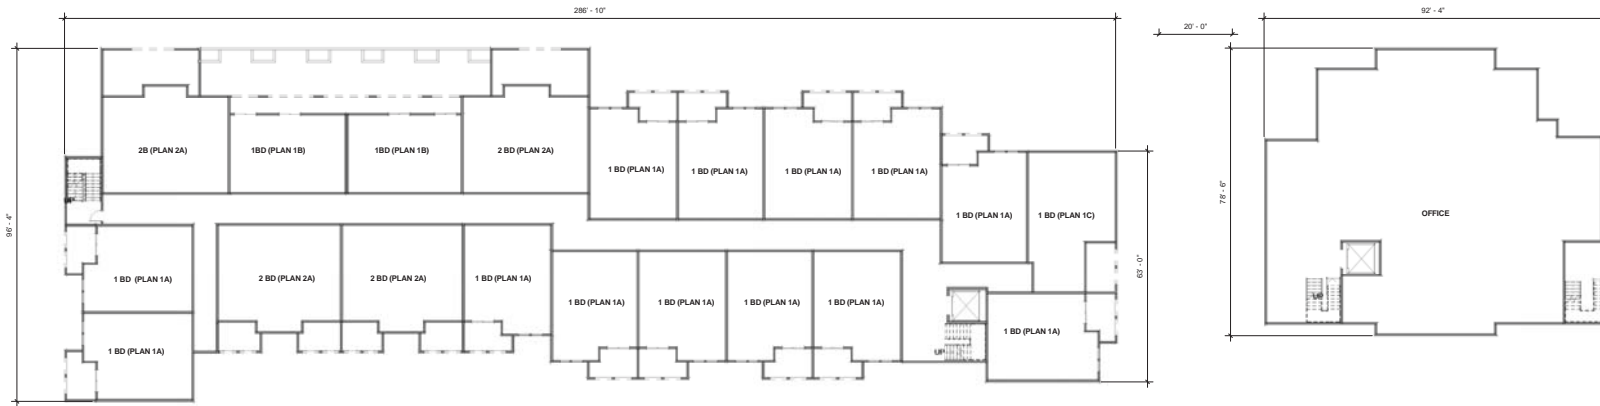 286' - 10"
20' - 0"
92' - 4"
96' - 4"
63' - 0"
78' - 6"
2B (PLAN 2A)
1BD (PLAN 1B)
1BD (PLAN 1B)
2 BD (PLAN 2A)
1 BD (PLAN 1A)
1 BD (PLAN 1A)
1 BD (PLAN 1A)
1 BD (PLAN 1A)
1 BD (PLAN 1A)
1 BD (PLAN 1C)
OFFICE
UP
1 BD (PLAN 1A)
2 BD (PLAN 2A)
2 BD (PLAN 2A)
1 BD (PLAN 1A)
1 BD (PLAN 1A)
1 BD (PLAN 1A)
1 BD (PLAN 1A)
1 BD (PLAN 1A)
UP
1 BD (PLAN 1A)
1 BD (PLAN 1A)
UP